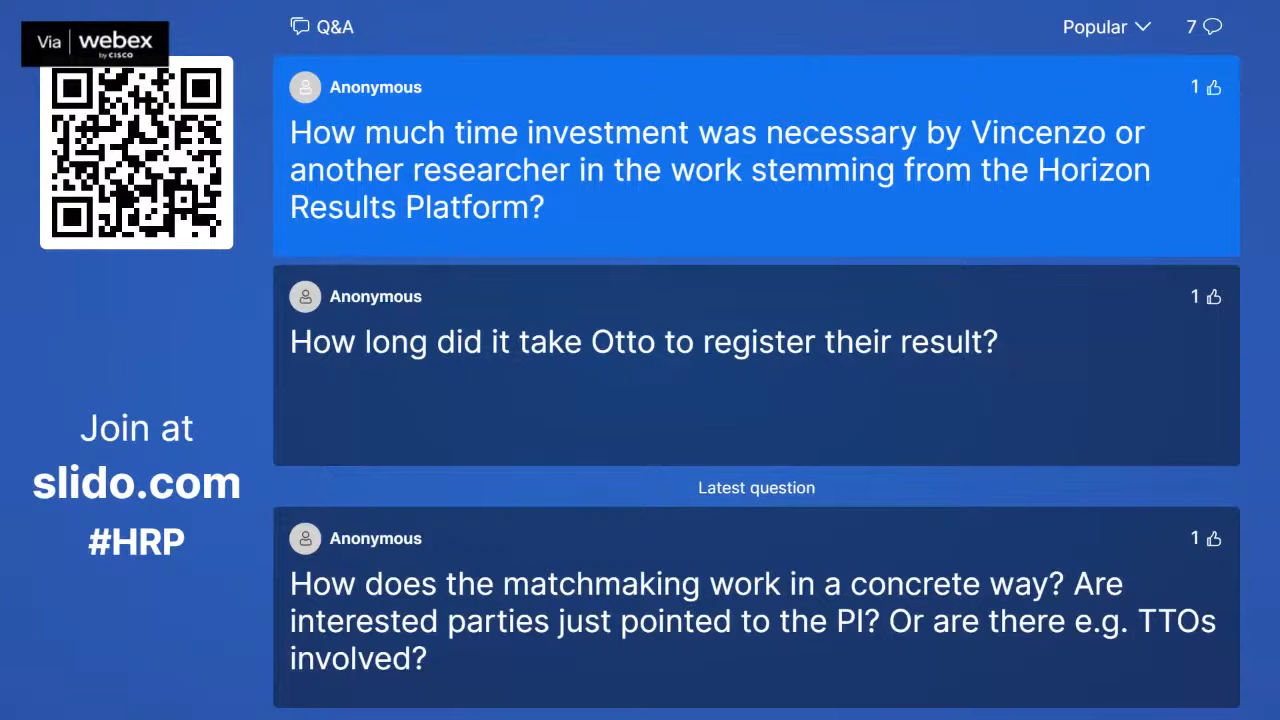 Via webex
by CISCO
Q&A
Popular
7
Anonymous
1
How much time investment was necessary by Vincenzo or
another researcher in the work stemming from the Horizon
Results Platform?
Anonymous
1
How long did it take Otto to register their result?
Join at
slido.com
#HRP
Latest question
Anonymous
1
How does the matchmaking work in a concrete way? Are
interested parties just pointed to the PI? Or are there e.g. TTOs
involved?